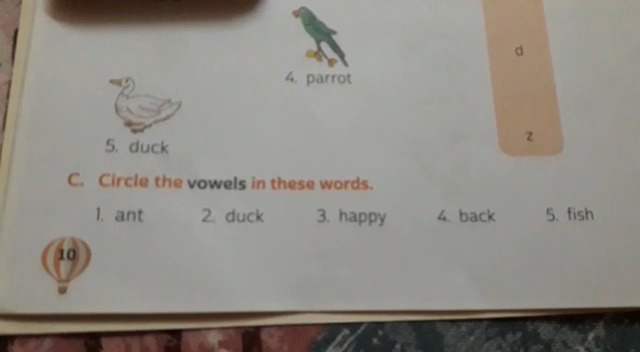 d
4. parrot
z
5. duck
C. Circle the vowels in these words.
1. ant 2. duck 3. happy 4. back 5. fish
10